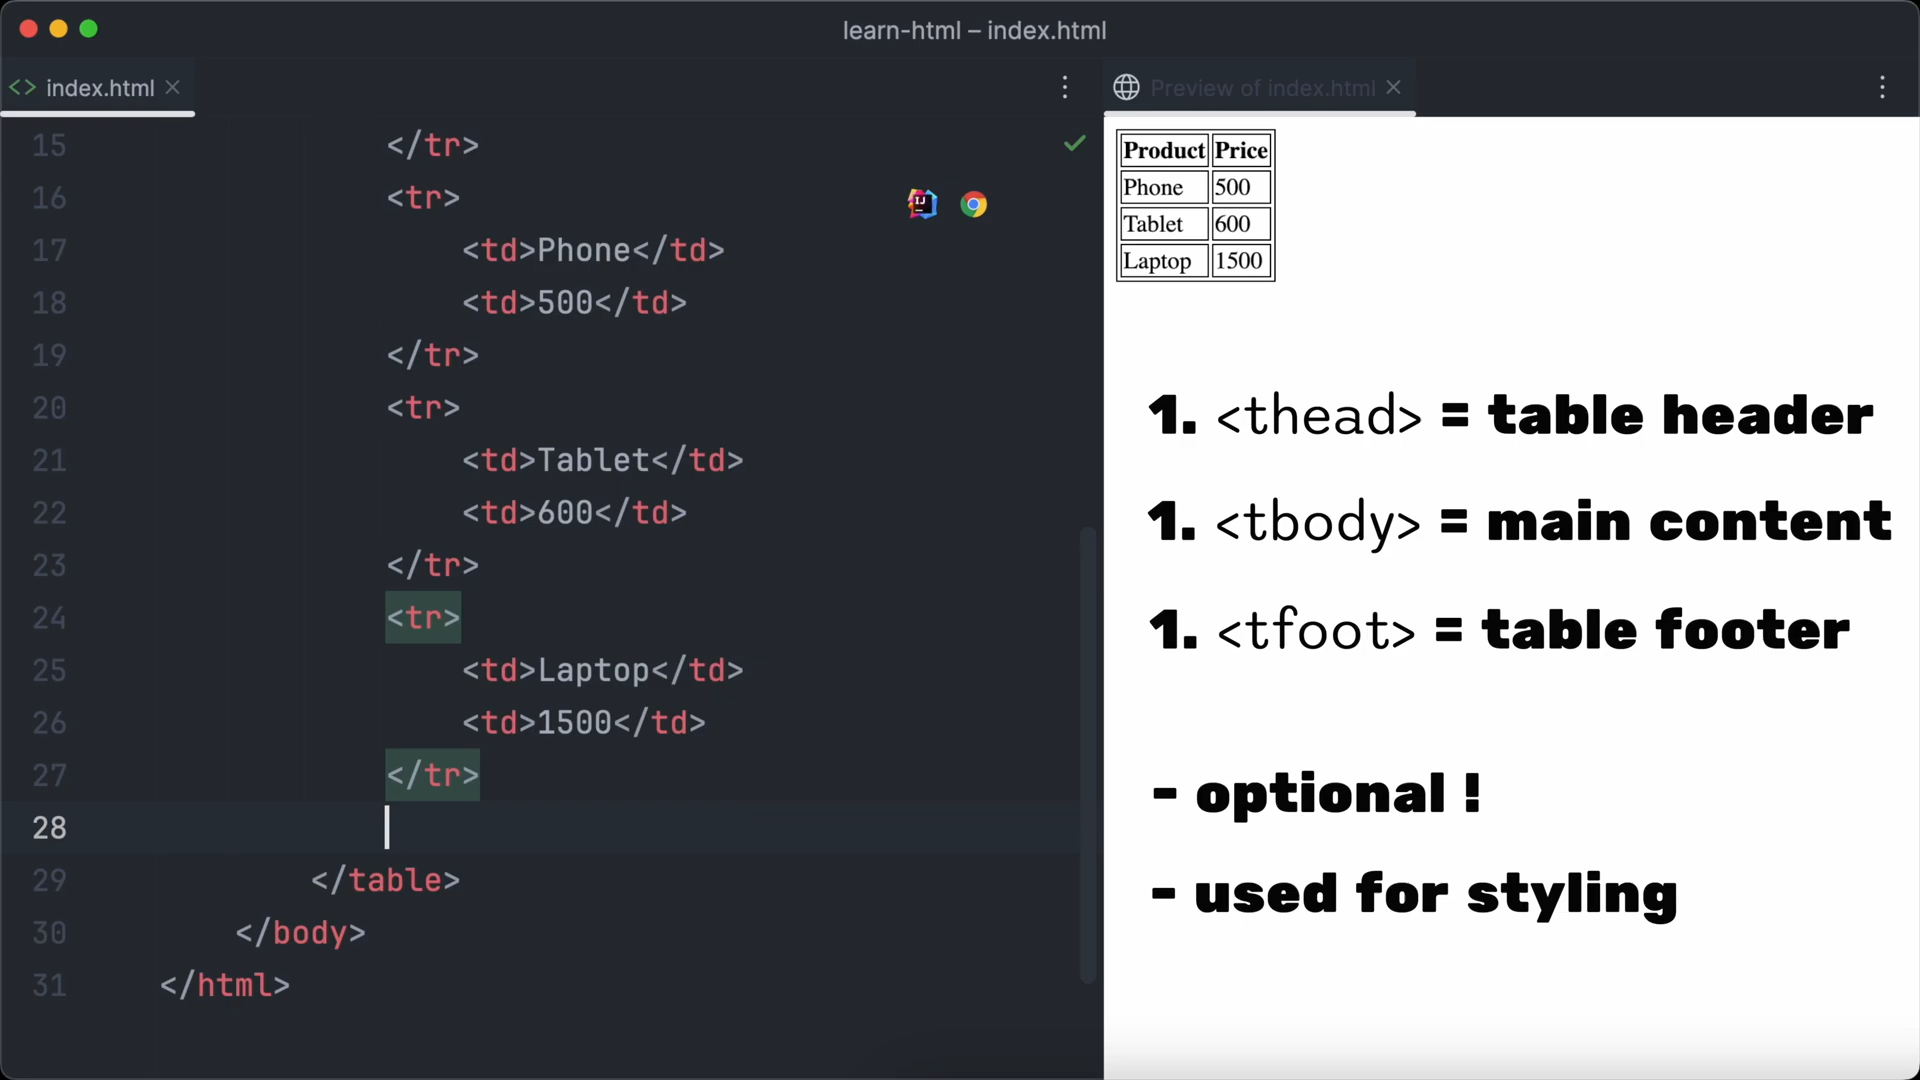 learn-html – index.html
<> index.html
Preview of index.html
15 </tr>
16 <tr>
17 <td>Phone</td>
18 <td>500</td>
19 </tr>
20 <tr>
21 <td>Tablet</td>
22 <td>600</td>
23 </tr>
24 <tr>
25 <td>Laptop</td>
26 <td>1500</td>
27 </tr>
28
29 </table>
30 </body>
31 </html>
IJ
Product Price
Phone 500
Tablet 600
Laptop 1500
1. <thead> = table header
1. <tbody> = main content
1. <tfoot> = table footer
- optional !
- used for styling